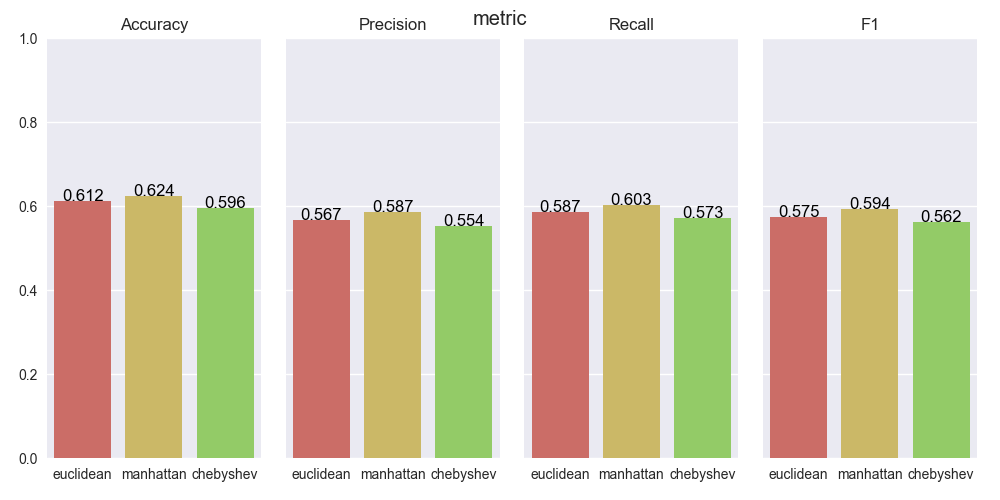 metric
Accuracy
Precision
Recall
F1
1.0
0.8
0.6
0.4
0.2
0.0
0.612
0.624
0.596
0.567
0.587
0.554
0.587
0.603
0.573
0.575
0.594
0.562
euclidean manhattan chebyshev
euclidean manhattan chebyshev
euclidean manhattan chebyshev
euclidean manhattan chebyshev